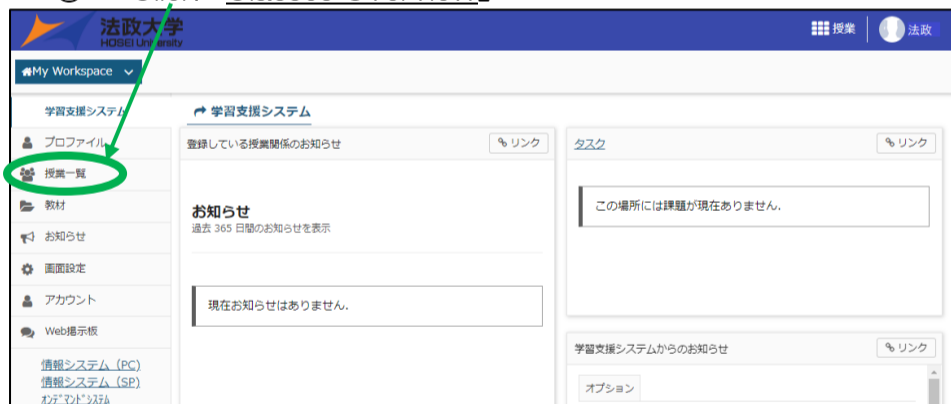 法政大学
HOSEI University
授業
法政
My Workspace
学習支援システム
学習支援システム
プロファイル
授業一覧
教材
お知らせ
画面設定
アカウント
Web掲示板
情報システム（PC）
情報システム（SP）
ｵﾝﾃﾞﾏﾝﾄﾞｼｽﾃﾑ
登録している授業関係のお知らせ
リンク
お知らせ
過去 365 日間のお知らせを表示
現在お知らせはありません.
タスク
リンク
この場所には課題が現在ありません.
学習支援システムからのお知らせ
リンク
オプション